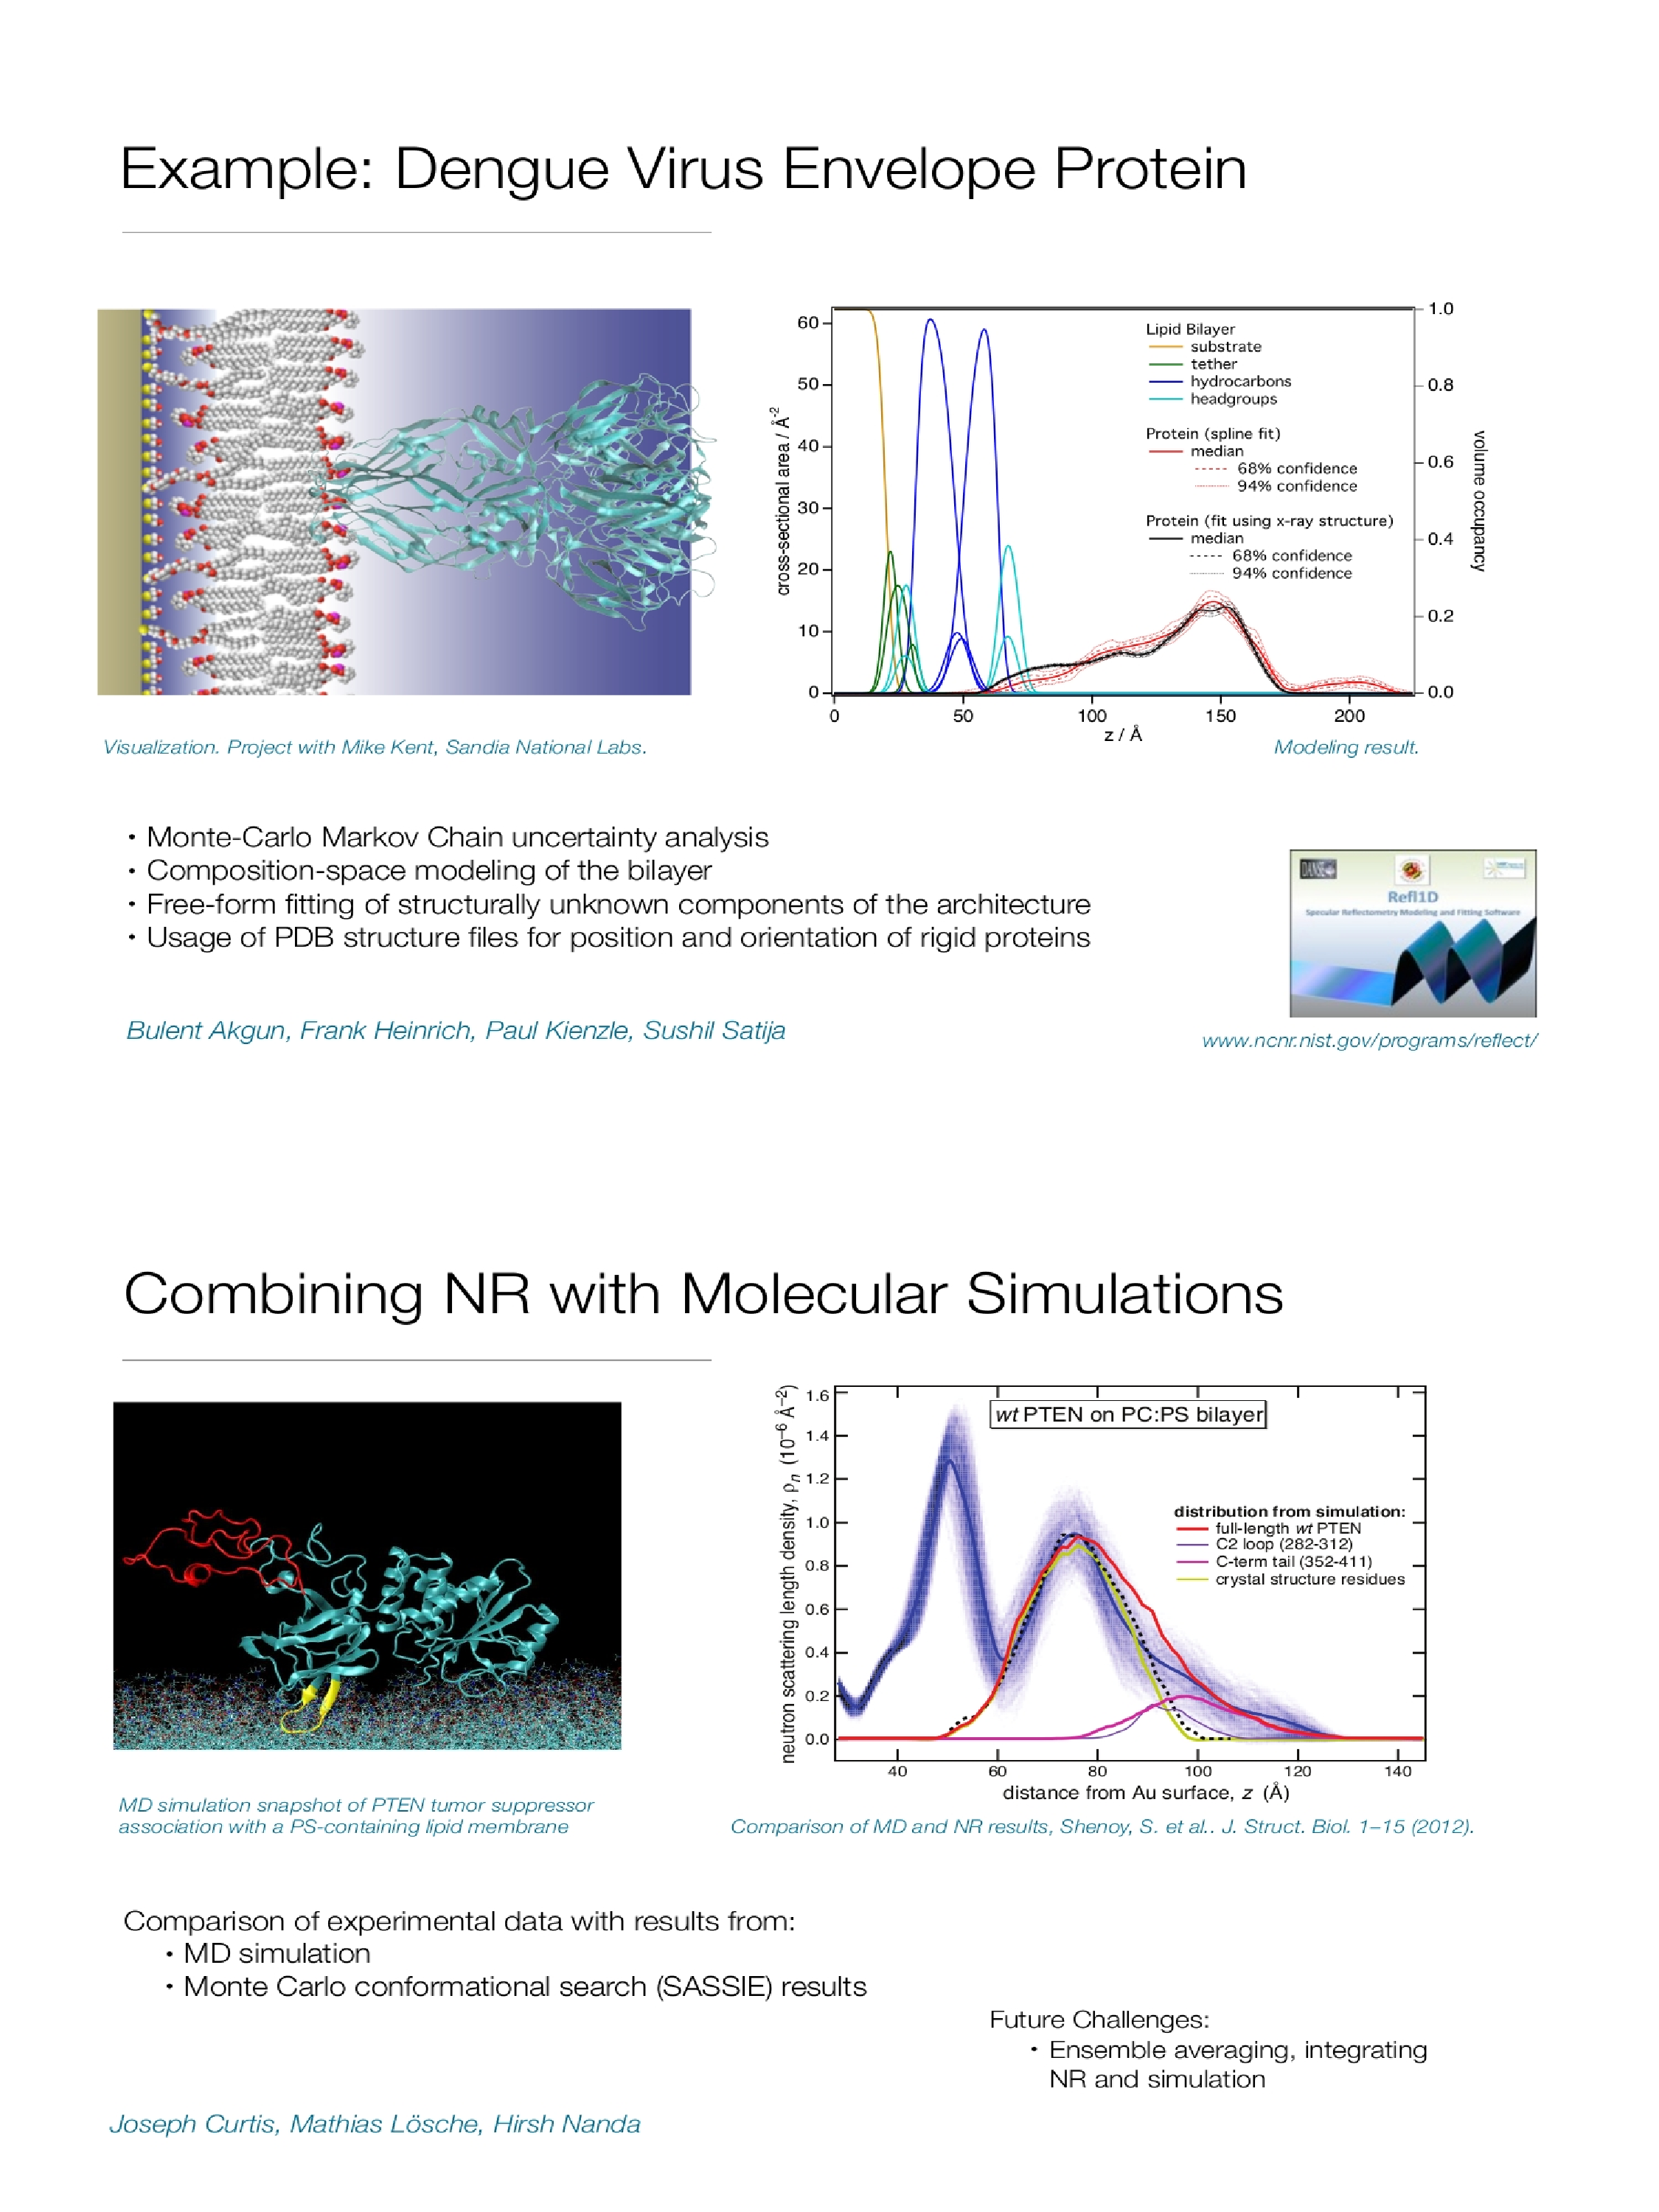 Example: Dengue Virus Envelope Protein
60
50
40
30
20
10
0
cross-sectional area / Å-2
0
50
100
150
200
z / Å
1.0
0.8
0.6
0.4
0.2
0.0
volume occupancy
Lipid Bilayer
substrate
tether
hydrocarbons
headgroups
Protein (spline fit)
median
68% confidence
94% confidence
Protein (fit using x-ray structure)
median
68% confidence
94% confidence
Visualization. Project with Mike Kent, Sandia National Labs.
Modeling result.
• Monte-Carlo Markov Chain uncertainty analysis
• Composition-space modeling of the bilayer
• Free-form fitting of structurally unknown components of the architecture
• Usage of PDB structure files for position and orientation of rigid proteins
DANSE
Refl1D
Specular Reflectometry Modeling and Fitting Software
Bulent Akgun, Frank Heinrich, Paul Kienzle, Sushil Satija
www.ncnr.nist.gov/programs/reflect/
Combining NR with Molecular Simulations
neutron scattering length density, ρn (10−6 Å−2)
1.6
1.4
1.2
1.0
0.8
0.6
0.4
0.2
0.0
wt PTEN on PC:PS bilayer
distribution from simulation:
full-length wt PTEN
C2 loop (282-312)
C-term tail (352-411)
crystal structure residues
40
60
80
100
120
140
distance from Au surface, z (Å)
MD simulation snapshot of PTEN tumor suppressor
association with a PS-containing lipid membrane
Comparison of MD and NR results, Shenoy, S. et al.. J. Struct. Biol. 1–15 (2012).
Comparison of experimental data with results from:
• MD simulation
• Monte Carlo conformational search (SASSIE) results
Future Challenges:
• Ensemble averaging, integrating
NR and simulation
Joseph Curtis, Mathias Lösche, Hirsh Nanda